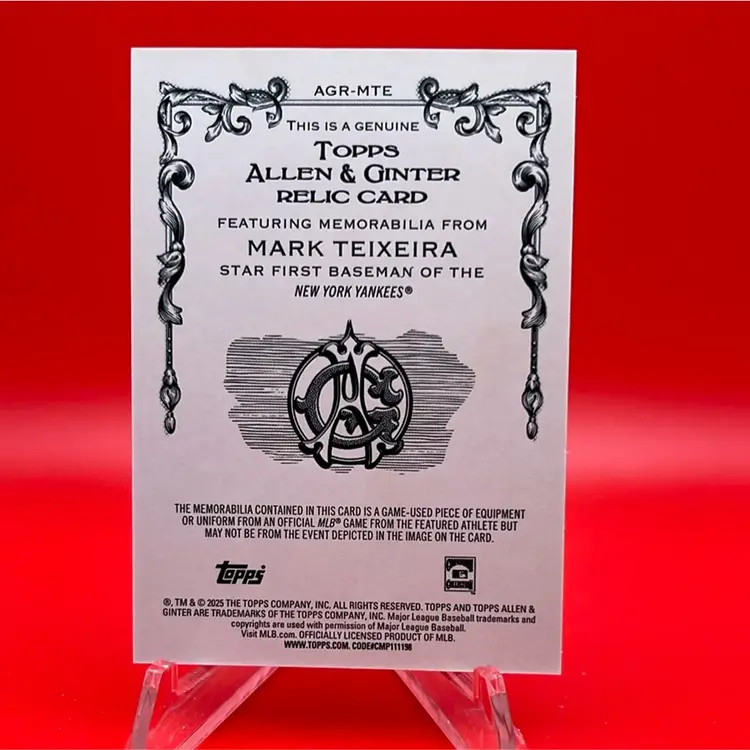 AGR-MTE
THIS IS A GENUINE
TOPPS
ALLEN & GINTER
RELIC CARD
FEATURING MEMORABILIA FROM
MARK TEIXEIRA
STAR FIRST BASEMAN OF THE
NEW YORK YANKEES®
THE MEMORABILIA CONTAINED IN THIS CARD IS A GAME-USED PIECE OF EQUIPMENT
OR UNIFORM FROM AN OFFICIAL MLB® GAME FROM THE FEATURED ATHLETE BUT
MAY NOT BE FROM THE EVENT DEPICTED IN THE IMAGE ON THE CARD.
Topps®
®, TM & © 2025 THE TOPPS COMPANY, INC. ALL RIGHTS RESERVED. TOPPS AND TOPPS ALLEN &
GINTER ARE TRADEMARKS OF THE TOPPS COMPANY, INC. Major League Baseball trademarks and
copyrights are used with permission of Major League Baseball.
Visit MLB.com. OFFICIALLY LICENSED PRODUCT OF MLB.
WWW.TOPPS.COM. CODE#CMP111198